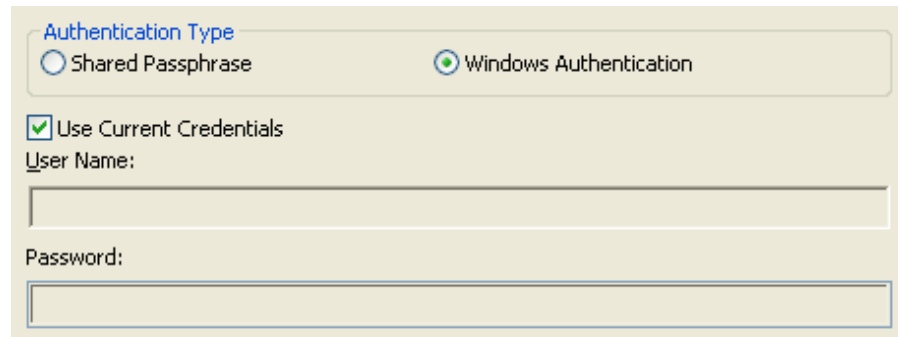 Authentication Type
Shared Passphrase Windows Authentication
Use Current Credentials
User Name:
Password: